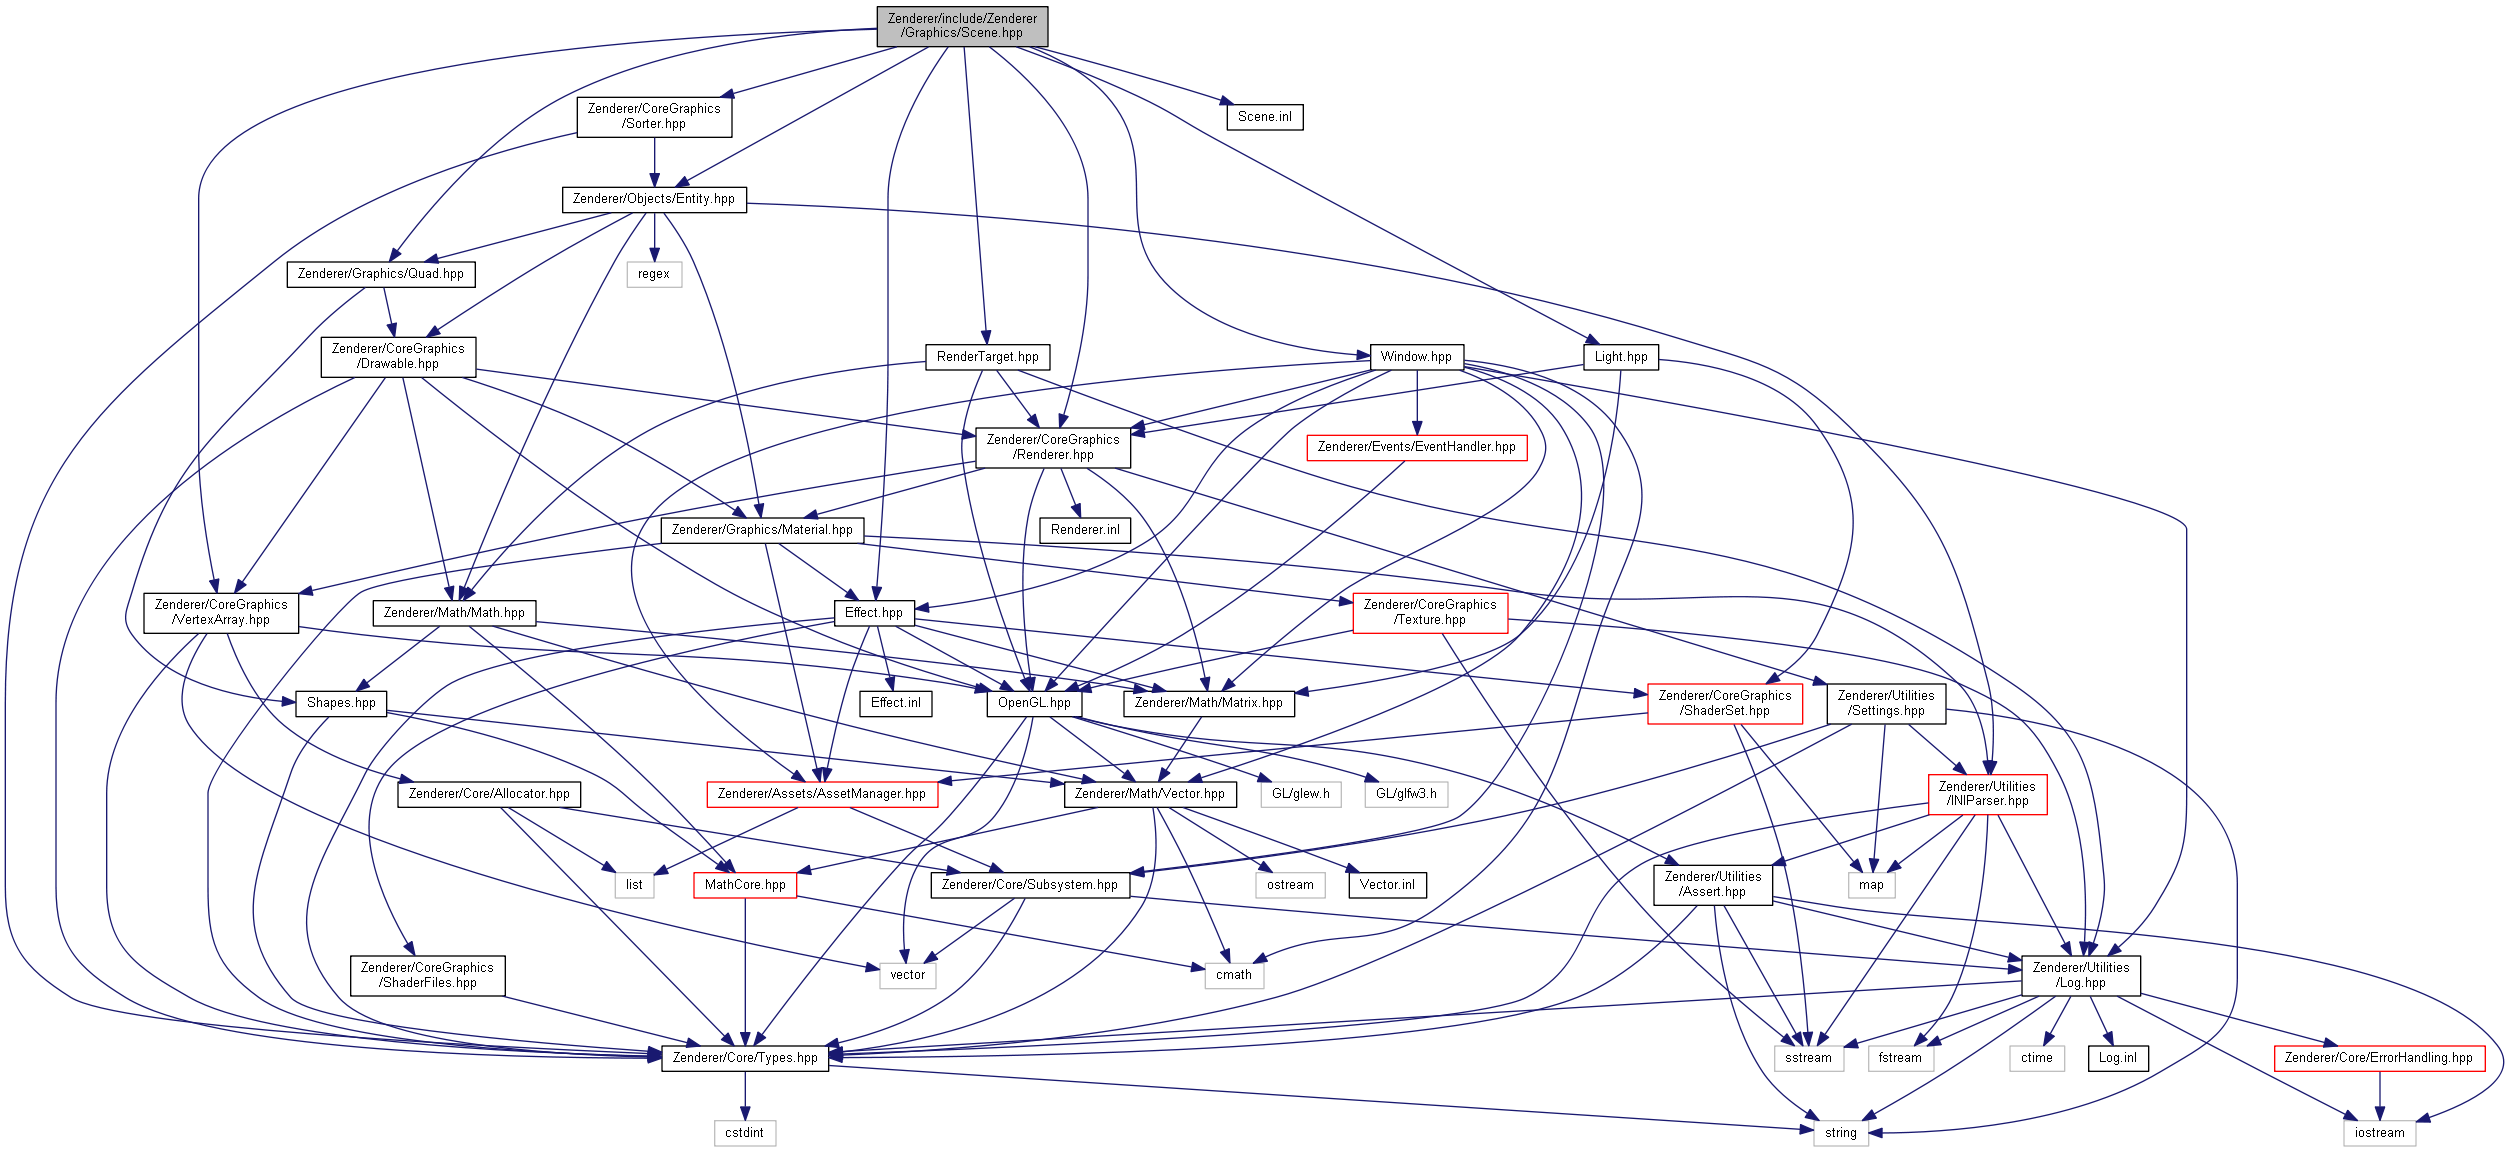 Zenderer/include/Zenderer
/Graphics/Scene.hpp
Zenderer/CoreGraphics
/Sorter.hpp
Scene.inl
Zenderer/Objects/Entity.hpp
Zenderer/Graphics/Quad.hpp
regex
Zenderer/CoreGraphics
/Drawable.hpp
RenderTarget.hpp
Window.hpp
Light.hpp
Zenderer/CoreGraphics
/Renderer.hpp
Zenderer/Events/EventHandler.hpp
Zenderer/Graphics/Material.hpp
Renderer.inl
Zenderer/CoreGraphics
/VertexArray.hpp
Zenderer/Math/Math.hpp
Effect.hpp
Zenderer/CoreGraphics
/Texture.hpp
Shapes.hpp
Effect.inl
OpenGL.hpp
Zenderer/Math/Matrix.hpp
Zenderer/CoreGraphics
/ShaderSet.hpp
Zenderer/Utilities
/Settings.hpp
Zenderer/Core/Allocator.hpp
Zenderer/Assets/AssetManager.hpp
Zenderer/Math/Vector.hpp
GL/glew.h
GL/glfw3.h
Zenderer/Utilities
/INIParser.hpp
list
MathCore.hpp
Zenderer/Core/Subsystem.hpp
ostream
Vector.inl
Zenderer/Utilities
/Assert.hpp
map
Zenderer/CoreGraphics
/ShaderFiles.hpp
vector
cmath
Zenderer/Utilities
/Log.hpp
Zenderer/Core/Types.hpp
sstream
fstream
ctime
Log.inl
Zenderer/Core/ErrorHandling.hpp
cstdint
string
iostream